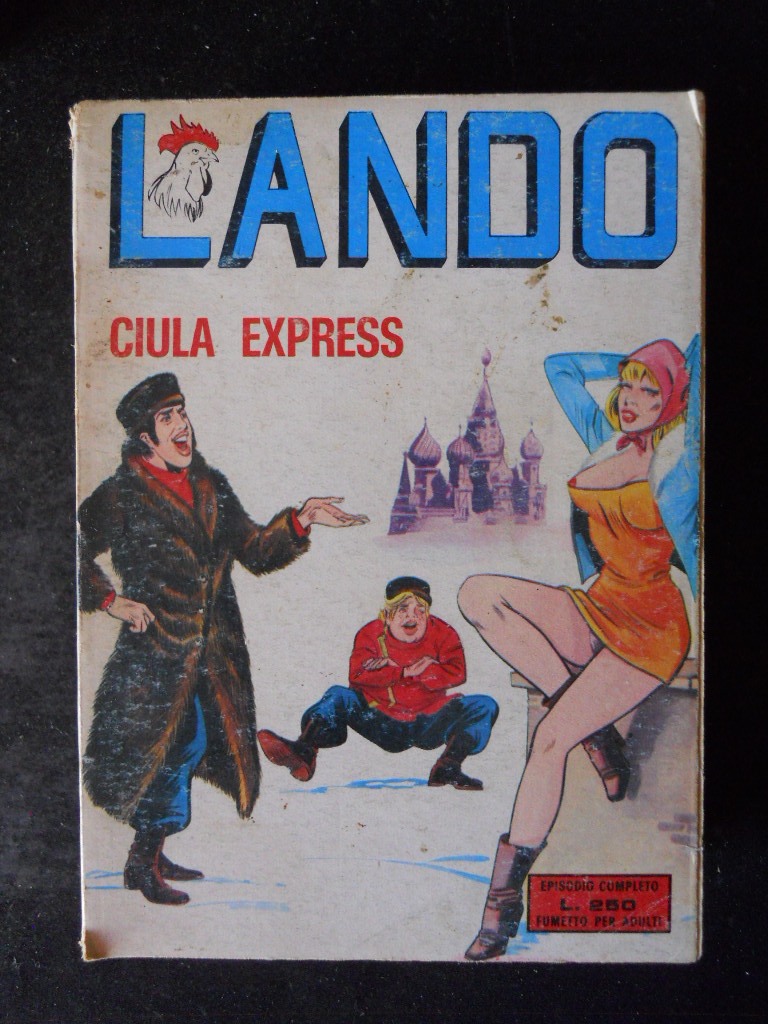 LANDO
CIULA EXPRESS
EPISODIO COMPLETO
L. 250
FUMETTO PER ADULTI